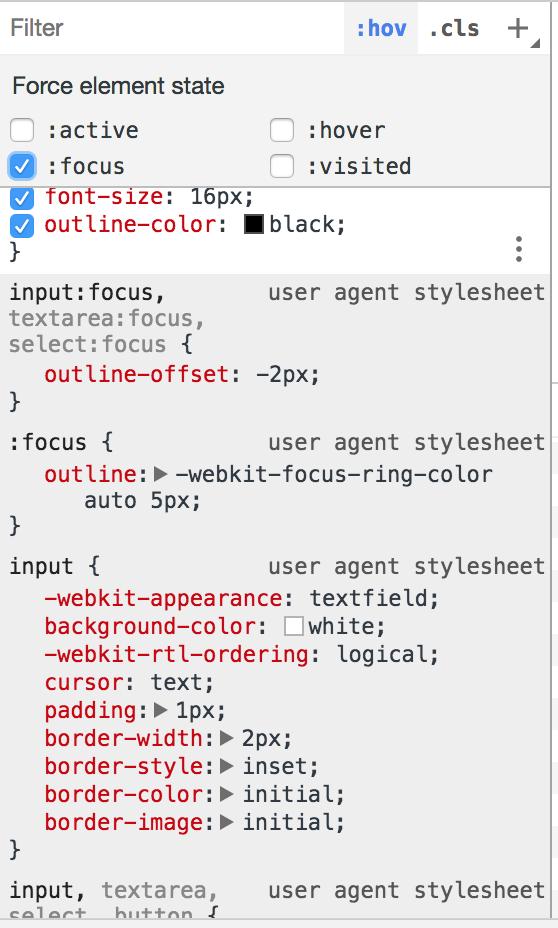 Filter :hov .cls +
Force element state
:active :hover
:focus :visited
font-size: 16px;
outline-color: black;
}
input:focus, user agent stylesheet
textarea:focus,
select:focus {
outline-offset: -2px;
}
:focus { user agent stylesheet
outline: -webkit-focus-ring-color
auto 5px;
}
input { user agent stylesheet
-webkit-appearance: textfield;
background-color: white;
-webkit-rtl-ordering: logical;
cursor: text;
padding: 1px;
border-width: 2px;
border-style: inset;
border-color: initial;
border-image: initial;
}
input, textarea, user agent stylesheet
select, button {